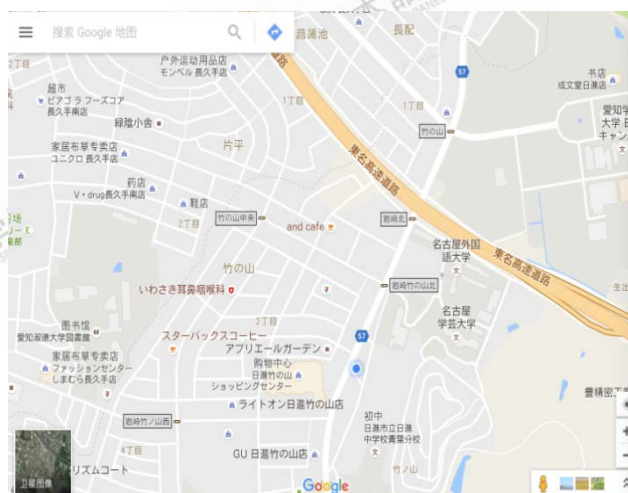 搜索 Google 地图
菖蒲池
長配
2丁目
户外运动用品店
モンベル 長久手店
57
书店
成文堂日進店
超市
ピアゴ ラ フーズコア
長久手南店
1丁目
1丁目
東名高速道路
竹の山
愛知学
大学 日
キャン
緑陰小舎
片平
家居布草专卖店
ユニクロ 長久手店
药店
V・drug長久手南店
鞋店
2丁目
竹の山中央
and cafe
岩崎北
名古屋外国
語大学
東名高速道路
竹の山
いわさき耳鼻咽喉科
岩崎竹の山北
名古屋
学芸大学
图书馆
愛知淑徳大学図書館
2丁目
スターバックスコーヒー
57
アプリエールガーデン
家居布草专卖店
ファッションセンター
しまむら長久手店
购物中心
日進竹の山
ショッピングセンター
豊精密工
ライトオン日進竹の山店
岩崎竹ノ山西
初中
日進市立日進
中学校青葉分校
4丁目
GU 日進竹の山店
竹ノ山
リズムコート
卫星图像
Google